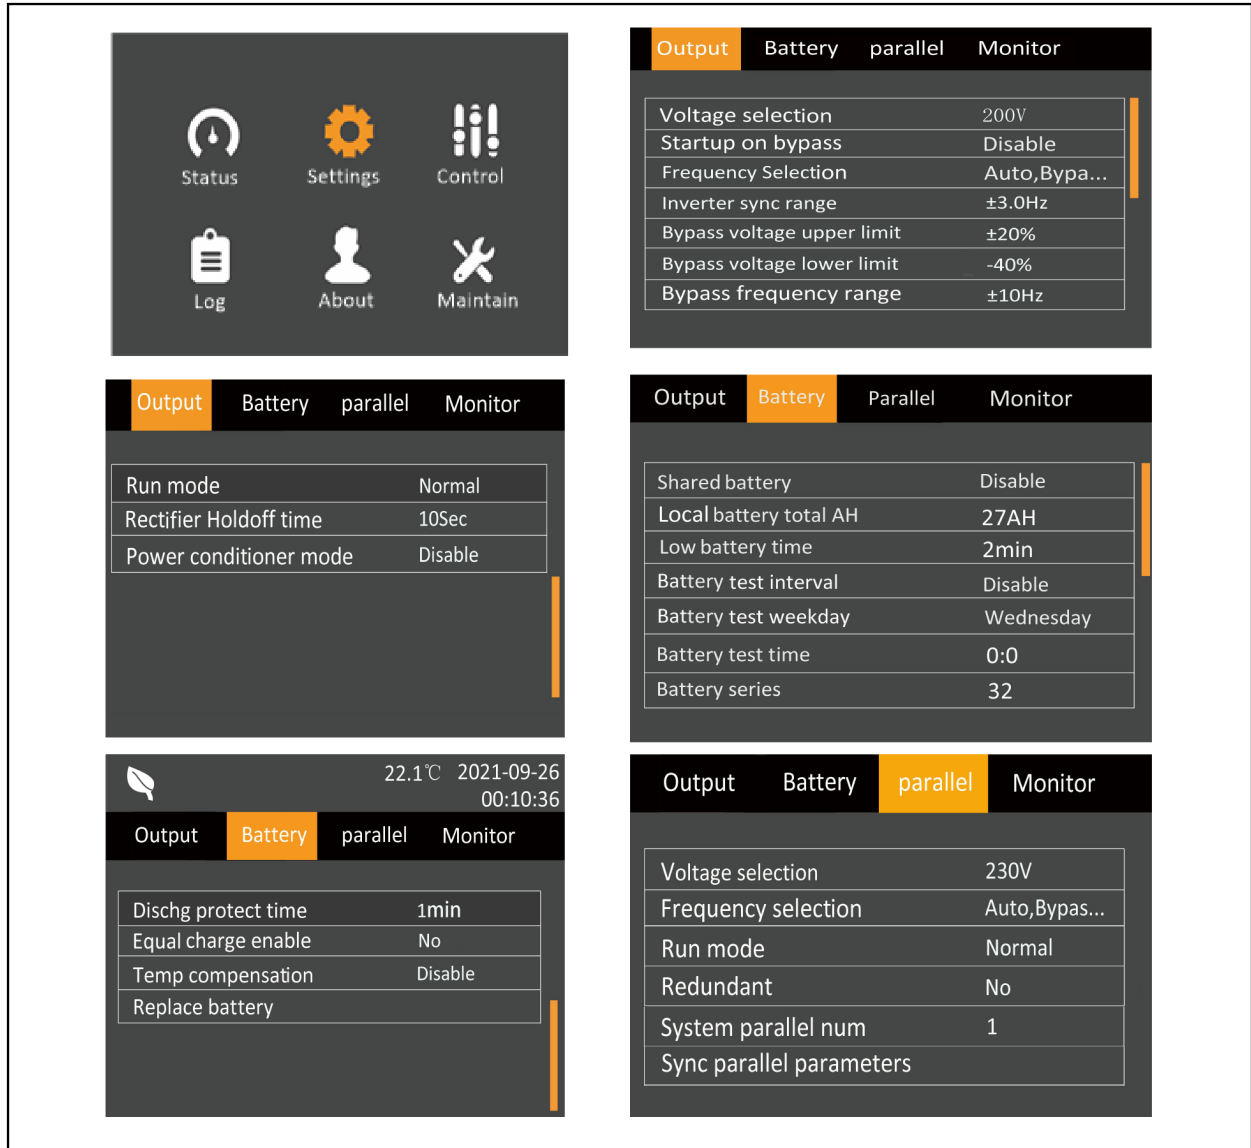 Status Settings Control
Log About Maintain
Output Battery parallel Monitor
Voltage selection 200V
Startup on bypass Disable
Frequency Selection Auto,Bypa...
Inverter sync range ±3.0Hz
Bypass voltage upper limit ±20%
Bypass voltage lower limit -40%
Bypass frequency range ±10Hz
Output Battery parallel Monitor
Run mode Normal
Rectifier Holdoff time 10Sec
Power conditioner mode Disable
Output Battery Parallel Monitor
Shared battery Disable
Local battery total AH 27AH
Low battery time 2min
Battery test interval Disable
Battery test weekday Wednesday
Battery test time 0:0
Battery series 32
22.1℃ 2021-09-26
00:10:36
Output Battery parallel Monitor
Dischg protect time 1min
Equal charge enable No
Temp compensation Disable
Replace battery
Output Battery parallel Monitor
Voltage selection 230V
Frequency selection Auto,Bypas...
Run mode Normal
Redundant No
System parallel num 1
Sync parallel parameters